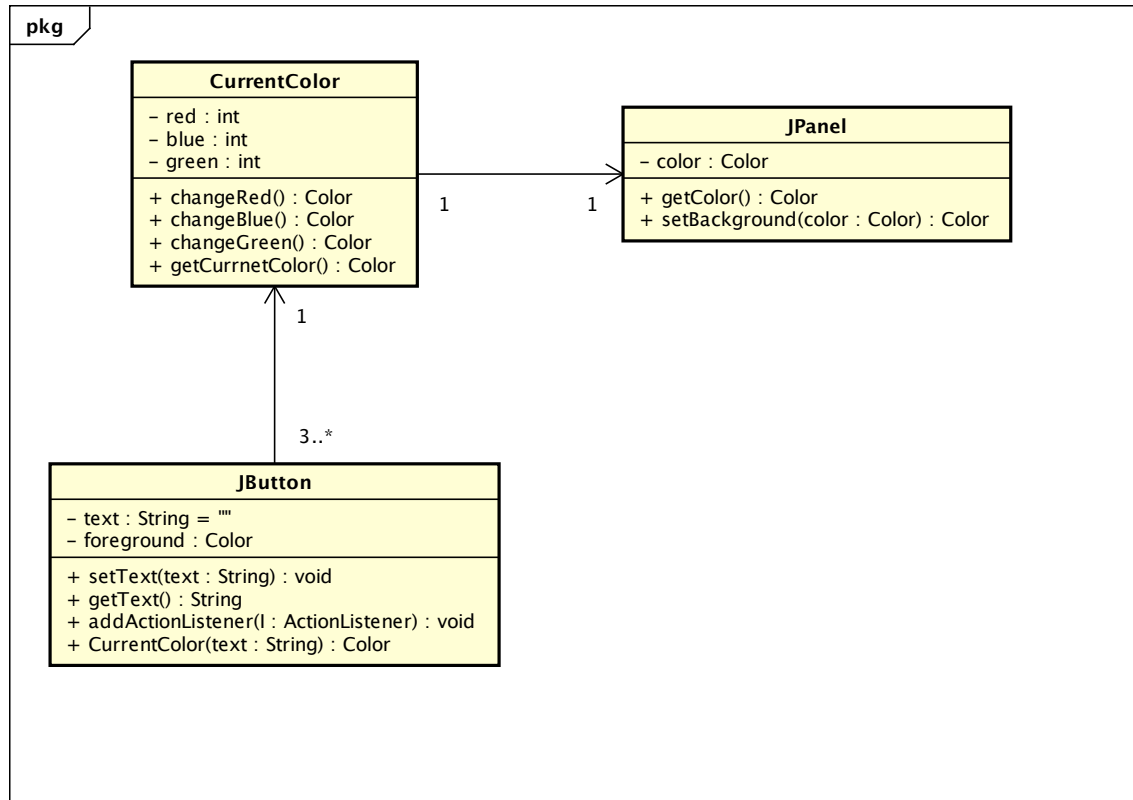 pkg
CurrentColor
– red : int
– blue : int
– green : int
+ changeRed() : Color
+ changeBlue() : Color
+ changeGreen() : Color
+ getCurrnetColor() : Color
JPanel
– color : Color
+ getColor() : Color
+ setBackground(color : Color) : Color
1
1
1
3..*
JButton
– text : String = ""
– foreground : Color
+ setText(text : String) : void
+ getText() : String
+ addActionListener(l : ActionListener) : void
+ CurrentColor(text : String) : Color